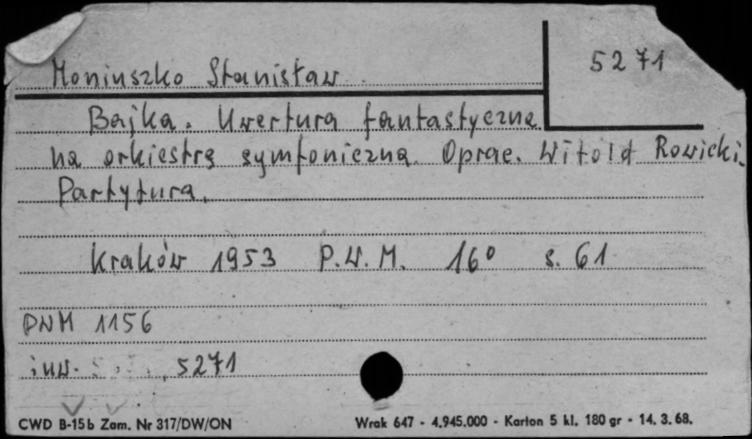 Moniuszko Stanisław
5271
Bajka. Uwertura fantastyczna
na orkiestrę symfoniczną. Oprac. Witold Rowicki.
Partytura.
Kraków 1953 P.W.M. 16° s. 61
PWM 1156
inw. 5271
CWD B-15b Zam. Nr 317/DW/ON
Wrak 647 - 4.945.000 - Karton 5 kl. 180 gr - 14. 3. 68.